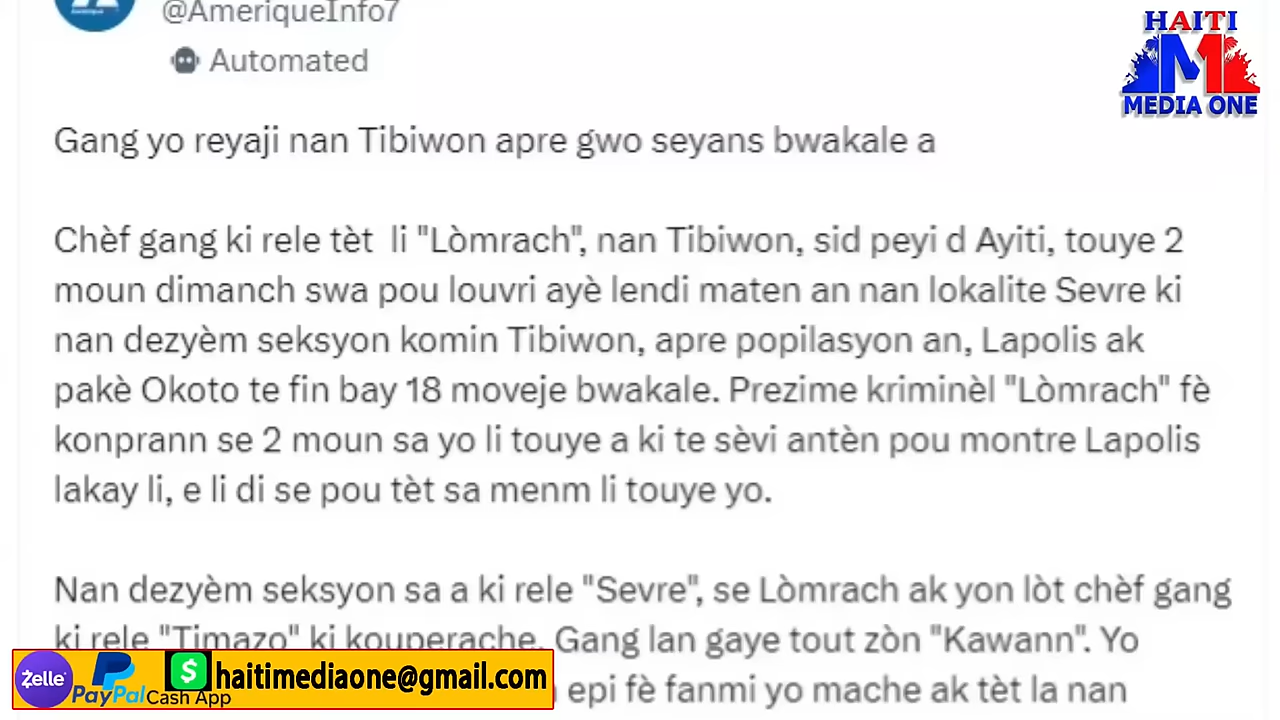 @AmeriqueInfo7
Automated
HAITI
MEDIA ONE
Gang yo reyaji nan Tibiwon apre gwo seyans bwakale a
Chèf gang ki rele tèt li "Lòmrach", nan Tibiwon, sid peyi d Ayiti, touye 2
moun dimanch swa pou louvri ayè lendi maten an nan lokalite Sevre ki
nan dezyèm seksyon komin Tibiwon, apre popilasyon an, Lapolis ak
pakè Okoto te fin bay 18 moveje bwakale. Prezime kriminèl "Lòmrach" fè
konprann se 2 moun sa yo li touye a ki te sèvi antèn pou montre Lapolis
lakay li, e li di se pou tèt sa menm li touye yo.
Nan dezyèm seksyon sa a ki rele "Sevre", se Lòmrach ak yon lòt chèf gang
ki rele "Timazo" ki kouperache. Gang lan gaye tout zòn "Kawann". Yo
epi fè fanmi yo mache ak tèt la nan
Zelle
PayPal
Cash App
haitimediaone@gmail.com